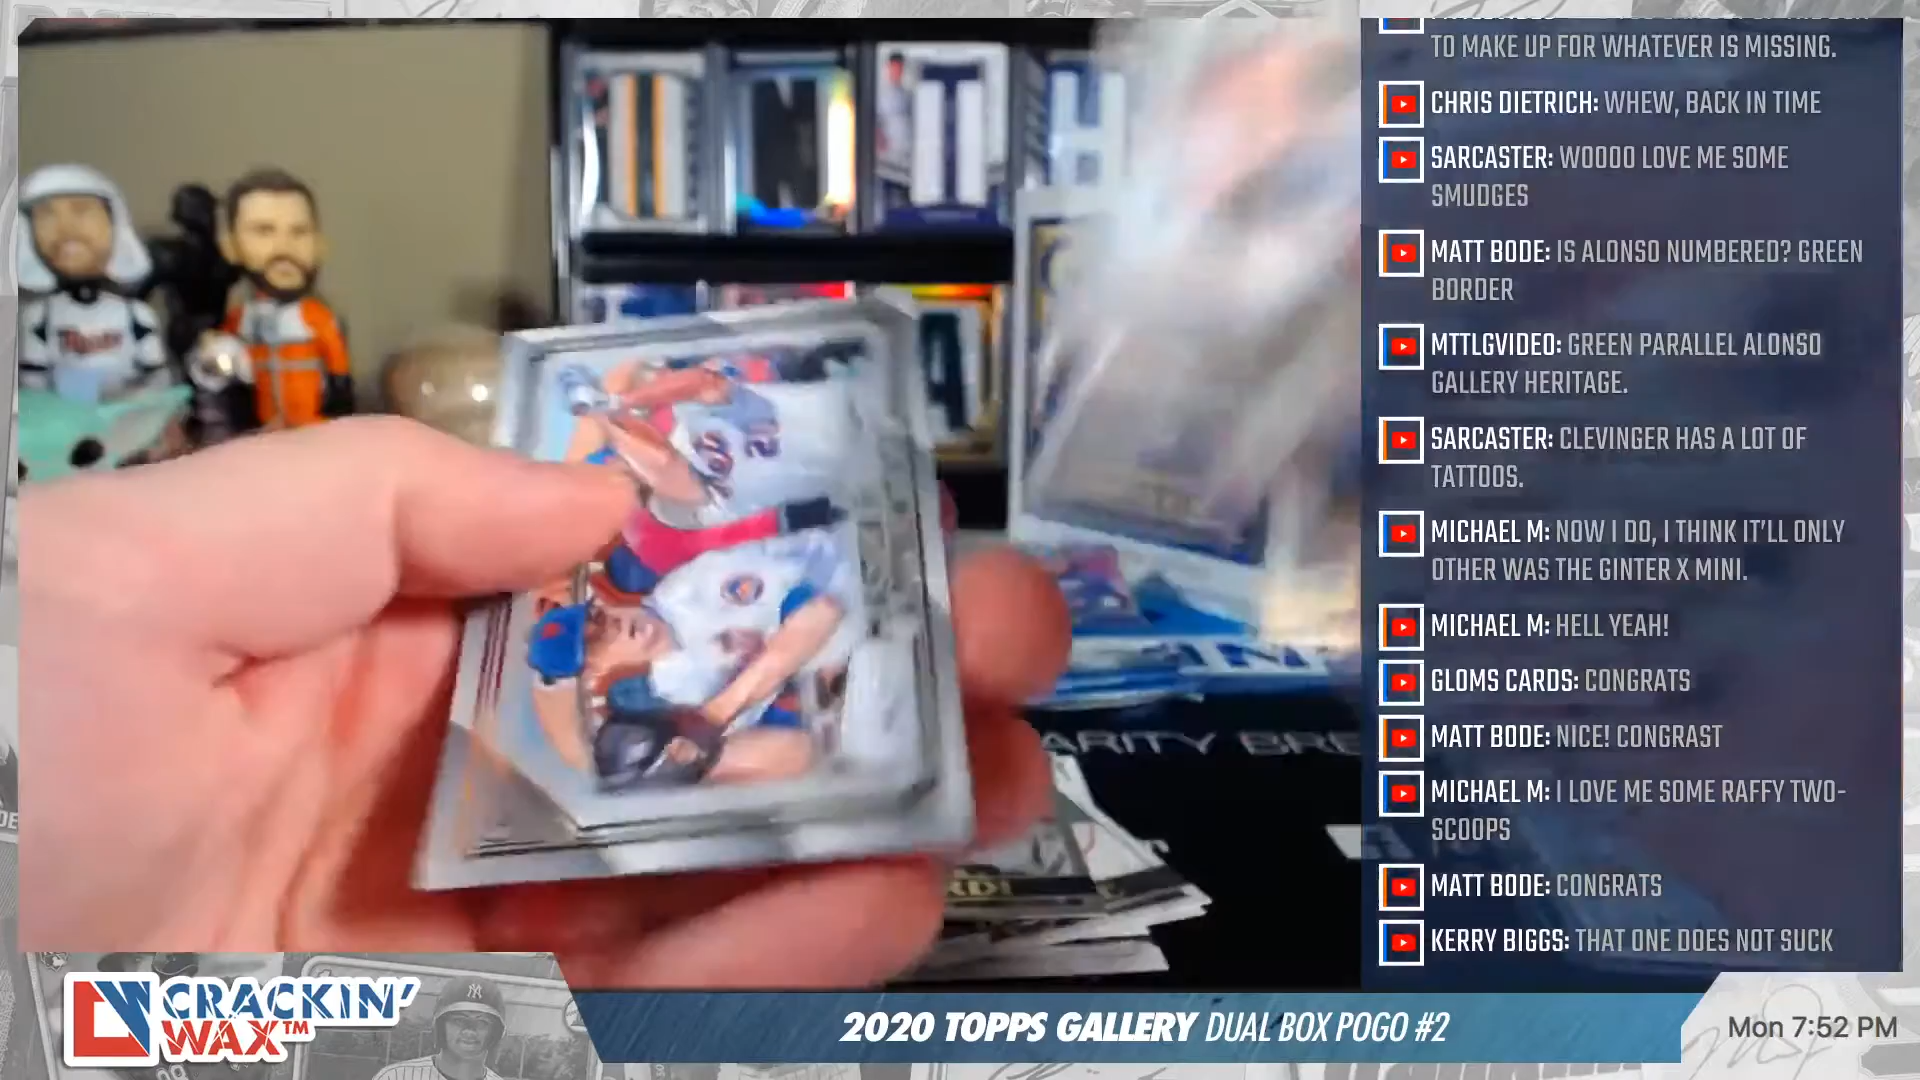 TO MAKE UP FOR WHATEVER IS MISSING.
CHRIS DIETRICH: WHEW, BACK IN TIME
SARCASTER: WOOOO LOVE ME SOME
SMUDGES
MATT BODE: IS ALONSO NUMBERED? GREEN
BORDER
MTTLGVIDEO: GREEN PARALLEL ALONSO
GALLERY HERITAGE.
SARCASTER: CLEVINGER HAS A LOT OF
TATTOOS.
MICHAEL M: NOW I DO, I THINK IT'LL ONLY
OTHER WAS THE GINTER X MINI.
MICHAEL M: HELL YEAH!
GLOMS CARDS: CONGRATS
MATT BODE: NICE! CONGRAST
MICHAEL M: I LOVE ME SOME RAFFY TWO-
SCOOPS
MATT BODE: CONGRATS
KERRY BIGGS: THAT ONE DOES NOT SUCK
ARITY BRE
CRACKIN'
WAX™
2020 TOPPS GALLERY DUAL BOX POGO #2
Mon 7:52 PM